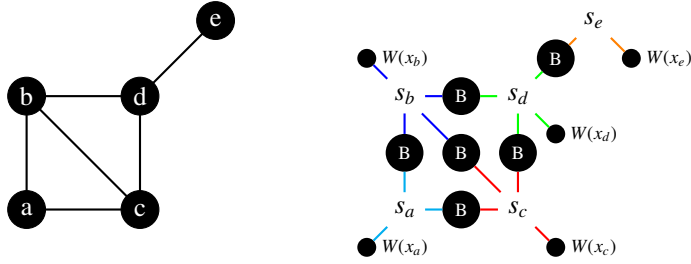 e
b
d
a
c
s_e
B
W(x_e)
W(x_b)
s_b
B
s_d
W(x_d)
B
B
B
s_a
B
s_c
W(x_a)
W(x_c)